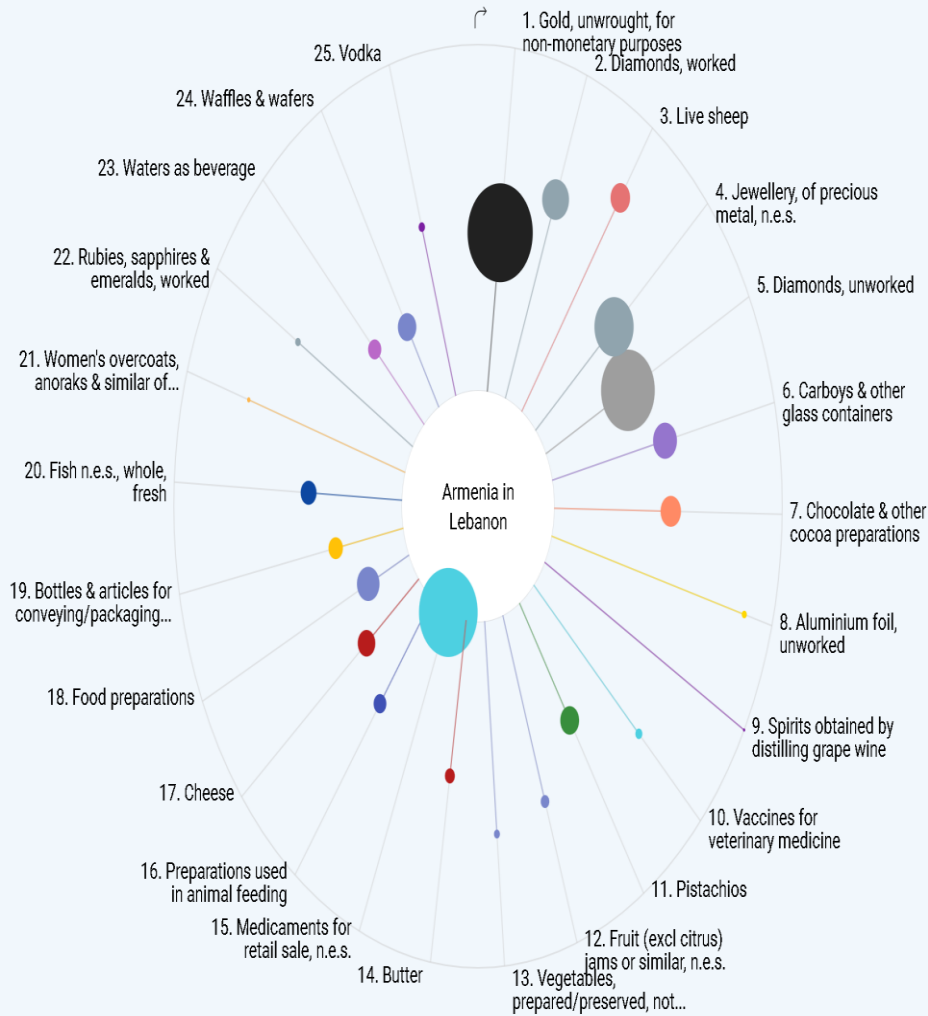 1. Gold, unwrought, for
non-monetary purposes
2. Diamonds, worked
3. Live sheep
4. Jewellery, of precious
metal, n.e.s.
5. Diamonds, unworked
6. Carboys & other
glass containers
7. Chocolate & other
cocoa preparations
8. Aluminium foil,
unworked
9. Spirits obtained by
distilling grape wine
10. Vaccines for
veterinary medicine
11. Pistachios
12. Fruit (excl citrus)
jams or similar, n.e.s.
13. Vegetables,
prepared/preserved, not...
14. Butter
15. Medicaments for
retail sale, n.e.s.
16. Preparations used
in animal feeding
17. Cheese
18. Food preparations
19. Bottles & articles for
conveying/packaging...
20. Fish n.e.s., whole,
fresh
21. Women's overcoats,
anoraks & similar of...
22. Rubies, sapphires &
emeralds, worked
23. Waters as beverage
24. Waffles & wafers
25. Vodka
Armenia in
Lebanon